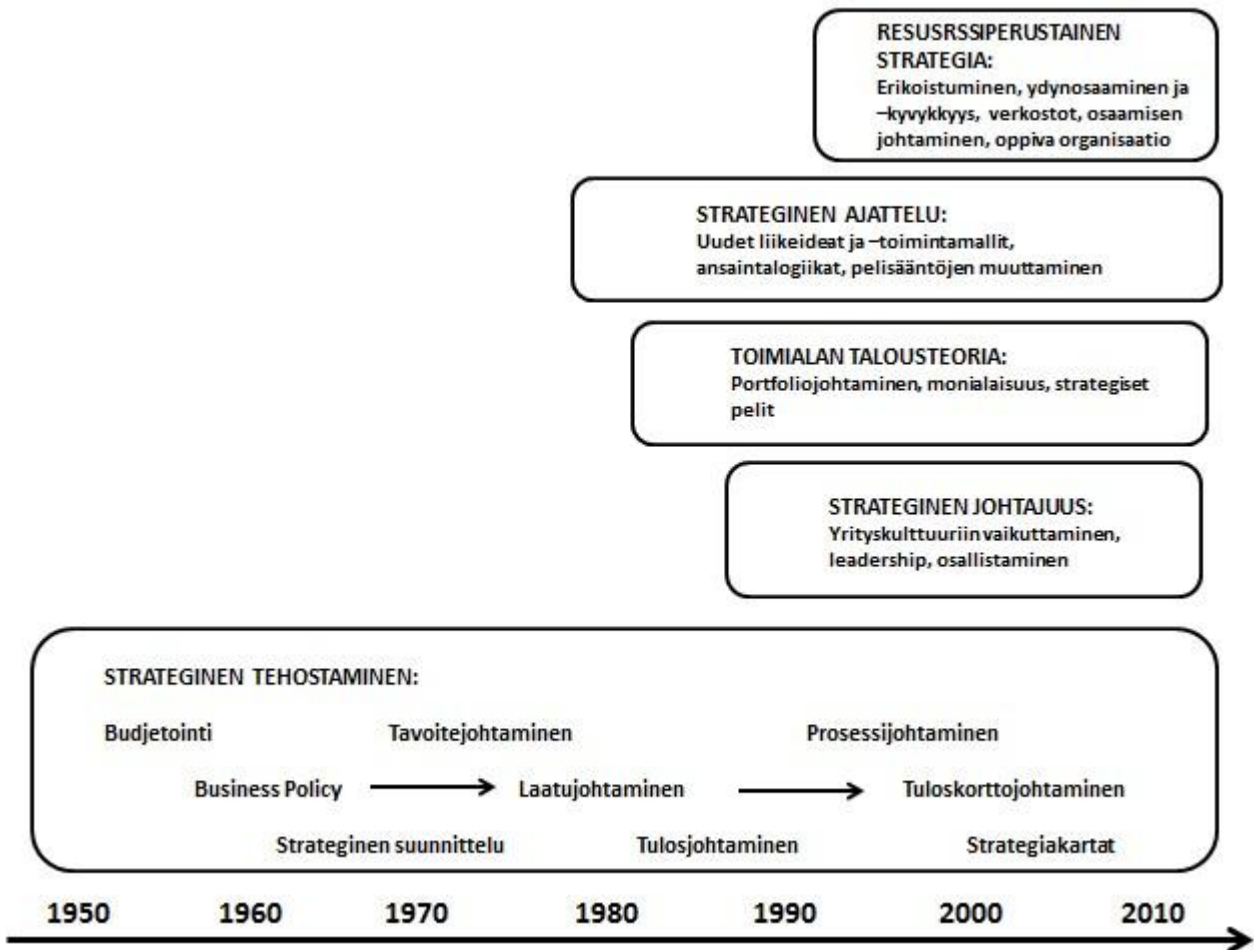 RESUSRSSIPERUSTAINEN
STRATEGIA:
Erikoistuminen, ydynosaaminen ja
–kyvykkyys, verkostot, osaamisen
johtaminen, oppiva organisaatio
STRATEGINEN AJATTELU:
Uudet liikeideat ja –toimintamallit,
ansaintalogiikat, pelisääntöjen muuttaminen
TOIMIALAN TALOUSTEORIA:
Portfoliojohtaminen, monialaisuus, strategiset
pelit
STRATEGINEN JOHTAJUUS:
Yrityskulttuuriin vaikuttaminen,
leadership, osallistaminen
STRATEGINEN TEHOSTAMINEN:
Budjetointi Tavoitejohtaminen Prosessijohtaminen
Business Policy Laatujohtaminen Tuloskorttojohtaminen
Strateginen suunnittelu Tulosjohtaminen Strategiakartat
1950 1960 1970 1980 1990 2000 2010